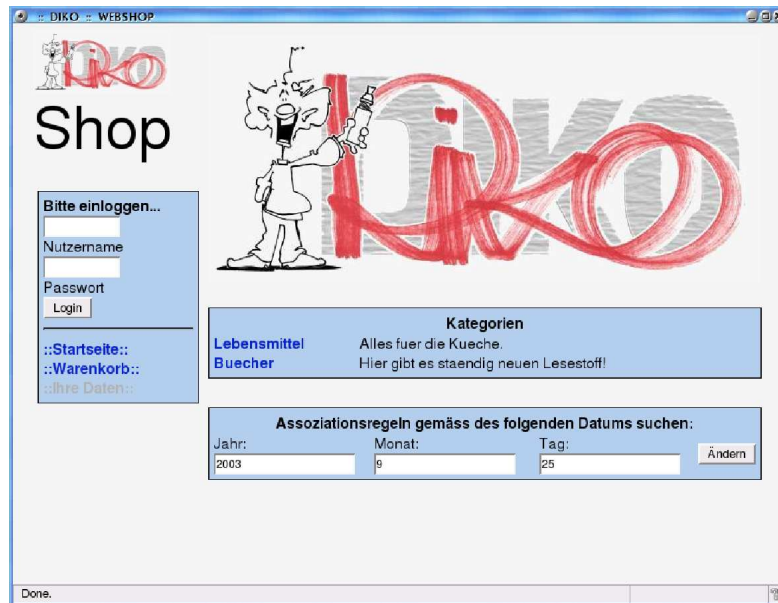 :: DIKO :: WEBSHOP
DIKO
Diko
Shop
DIKO
Diko
Bitte einloggen...
Nutzername
Passwort
Login
::Startseite::
::Warenkorb::
::Ihre Daten::
Kategorien
Lebensmittel Alles fuer die Kueche.
Buecher Hier gibt es staendig neuen Lesestoff!
Assoziationsregeln gemäss des folgenden Datums suchen:
Jahr: Monat: Tag:
2003 9 25 Ändern
Done.